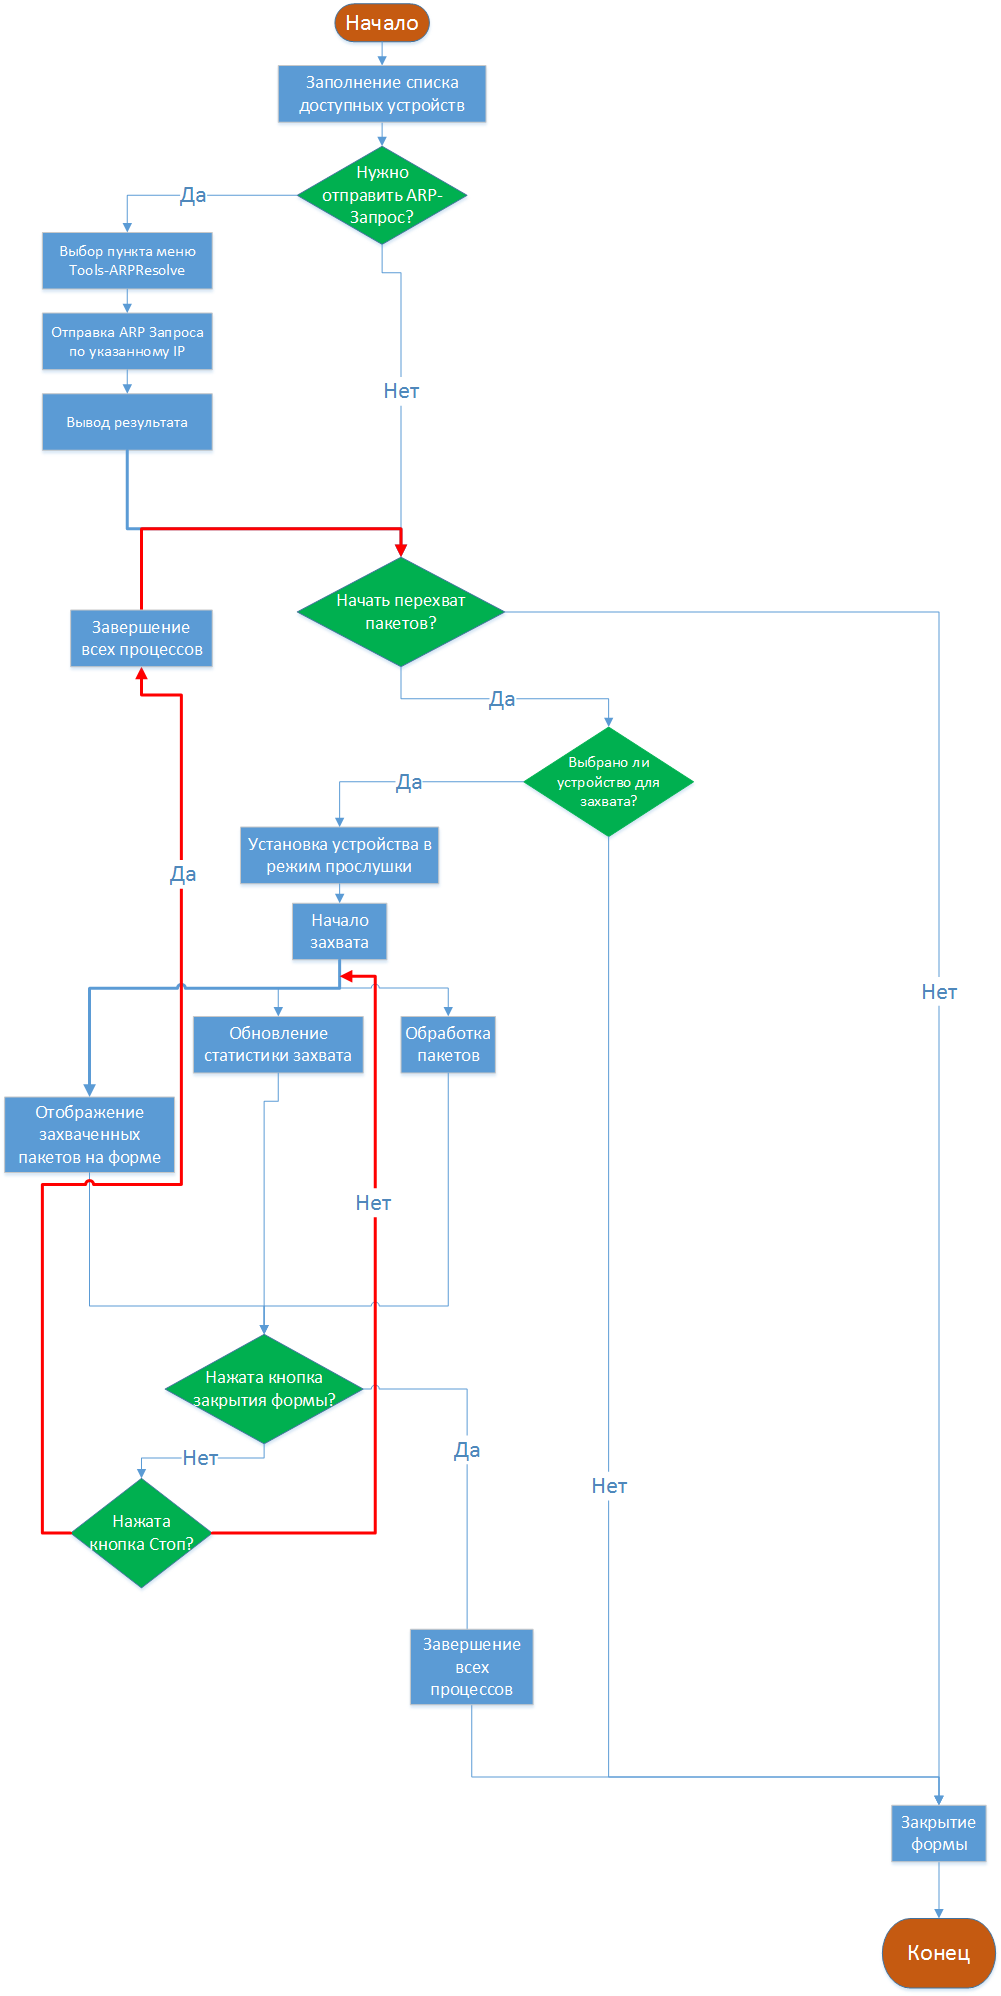 Начало
Заполнение списка
доступных устройств
Нужно
отправить ARP-
Запрос?
Да
Выбор пункта меню
Tools-ARPResolve
Отправка ARP Запроса
по указанному IP
Нет
Вывод результата
Начать перехват
пакетов?
Завершение
всех процессов
Да
Выбрано ли
устройство для
захвата?
Да
Установка устройства в
режим прослушки
Да
Начало
захвата
Нет
Обновление
статистики захвата
Обработка
пакетов
Отображение
захваченных
пакетов на форме
Нет
Нажата кнопка
закрытия формы?
Да
Нет
Нет
Нажата
кнопка Стоп?
Завершение
всех
процессов
Закрытие
формы
Конец